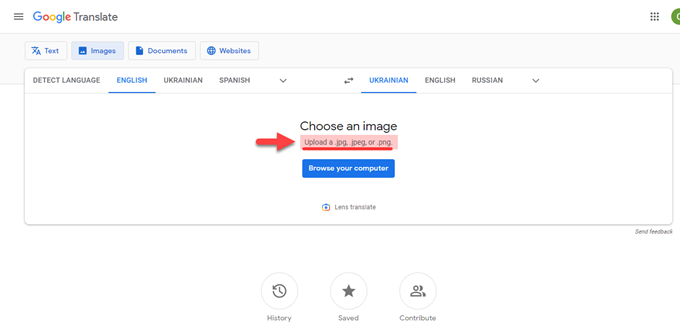 Google Translate
Text Images Documents Websites
DETECT LANGUAGE ENGLISH UKRAINIAN SPANISH UKRAINIAN ENGLISH RUSSIAN
Choose an image
Upload a .jpg, .jpeg, or .png.
Browse your computer
Lens translate
Send feedback
History Saved Contribute